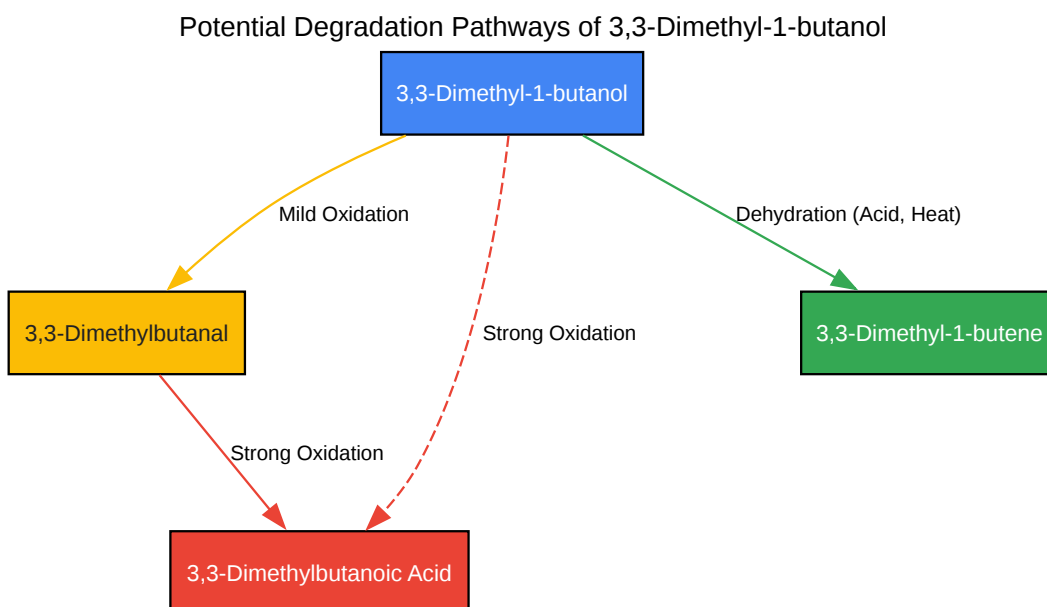 Potential Degradation Pathways of 3,3-Dimethyl-1-butanol
3,3-Dimethyl-1-butanol
Mild Oxidation
Dehydration (Acid, Heat)
3,3-Dimethylbutanal
Strong Oxidation
3,3-Dimethyl-1-butene
Strong Oxidation
3,3-Dimethylbutanoic Acid